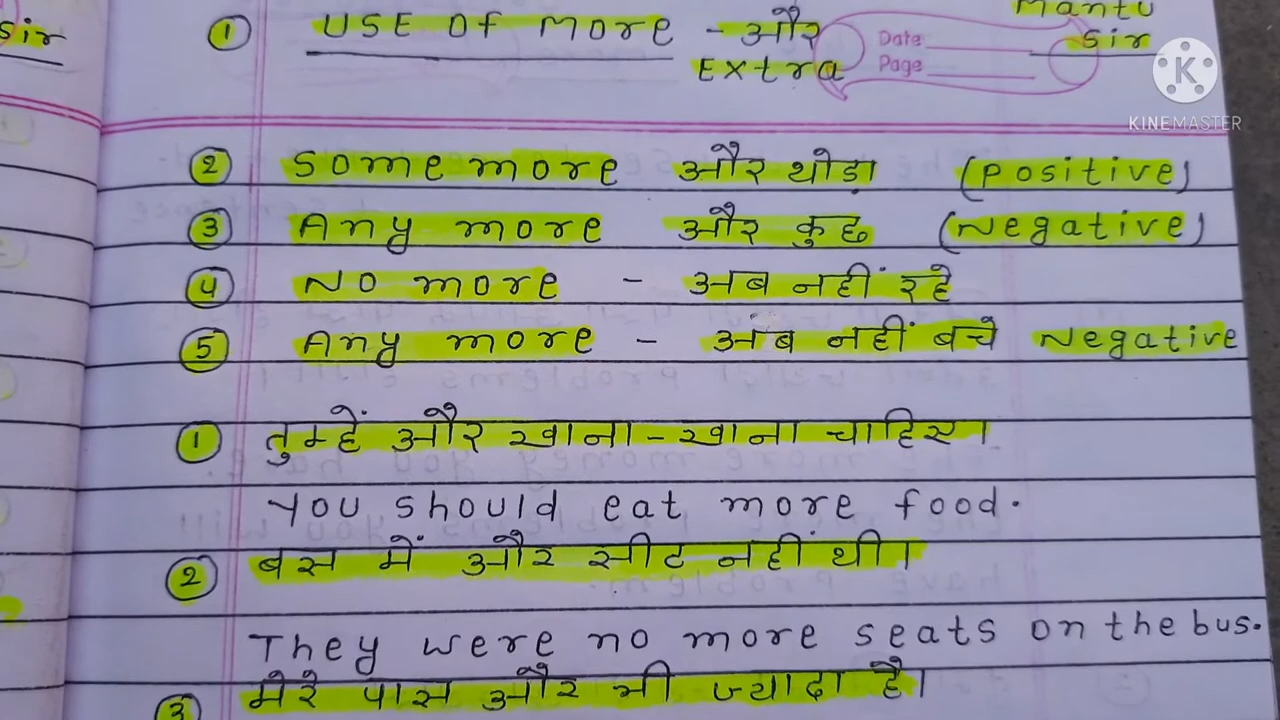 Mantu
Sir
sir
① USE Of more - और
Extra
Date
Page
KINEMASTER
② Some more और थोड़ा (Positive)
③ Any more और कुछ (Negative)
④ No more - अब नहीं रहे
⑤ Any more - अब नहीं बचे Negative
① तुम्हें और खाना - खाना चाहिए।
You should eat more food.
② बस में और सीट नहीं थी।
They were no more seats on the bus.
③ मेरे पास और भी ज्यादा है।